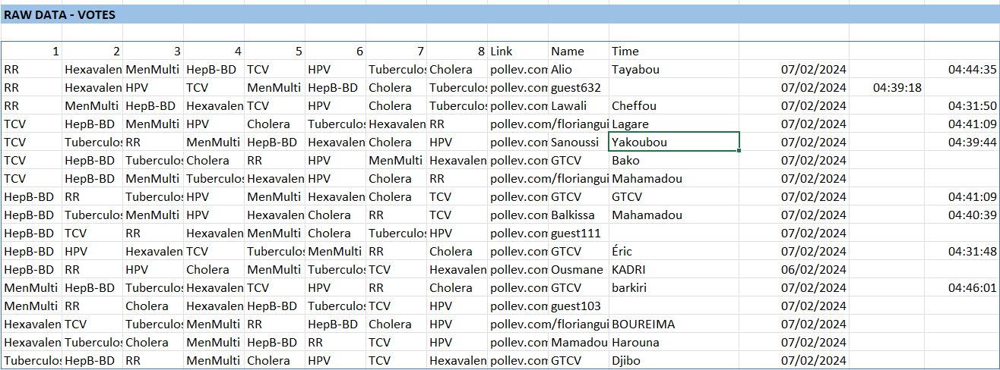 RAW DATA - VOTES
1 2 3 4 5 6 7 8 Link Name Time
RR Hexavalen MenMulti HepB-BD TCV HPV Tuberculos Cholera pollev.com Alio Tayabou 07/02/2024 04:44:35
RR Hexavalen HPV TCV MenMulti HepB-BD Cholera Tuberculos pollev.com guest632 07/02/2024 04:39:18
RR MenMulti HepB-BD Hexavalen TCV HPV Cholera Tuberculos pollev.com Lawali Cheffou 07/02/2024 04:31:50
TCV HepB-BD MenMulti HPV Cholera Tuberculos Hexavalen RR pollev.com/floriangui Lagare 07/02/2024 04:41:09
TCV Tuberculos RR MenMulti HepB-BD Hexavalen Cholera HPV pollev.com Sanoussi Yakoubou 07/02/2024 04:39:44
TCV HepB-BD Tuberculos Cholera RR HPV MenMulti Hexavalen pollev.com GTCV Bako 07/02/2024
TCV HepB-BD MenMulti Tuberculos Hexavalen HPV Cholera RR pollev.com/floriangui Mahamadou 07/02/2024
HepB-BD RR Tuberculos HPV MenMulti Hexavalen Cholera TCV pollev.com GTCV GTCV 07/02/2024 04:41:09
HepB-BD Tuberculos MenMulti HPV Hexavalen Cholera RR TCV pollev.com Balkissa Mahamadou 07/02/2024 04:40:39
HepB-BD TCV RR Hexavalen MenMulti Cholera Tuberculos HPV pollev.com guest111 07/02/2024
HepB-BD HPV Hexavalen TCV Tuberculos MenMulti RR Cholera pollev.com GTCV Éric 07/02/2024 04:31:48
HepB-BD RR HPV Cholera MenMulti Tuberculos TCV Hexavalen pollev.com Ousmane KADRI 06/02/2024
MenMulti HepB-BD Tuberculos Hexavalen TCV HPV RR Cholera pollev.com GTCV barkiri 07/02/2024 04:46:01
MenMulti RR Cholera Hexavalen HepB-BD Tuberculos TCV HPV pollev.com guest103 07/02/2024
Hexavalen TCV Tuberculos MenMulti RR HepB-BD Cholera HPV pollev.com/floriangui BOUREIMA 07/02/2024
Hexavalen Tuberculos Cholera MenMulti HepB-BD RR TCV HPV pollev.com Mamadou Harouna 07/02/2024
Tuberculos HepB-BD RR MenMulti Cholera HPV TCV Hexavalen pollev.com GTCV Djibo 07/02/2024